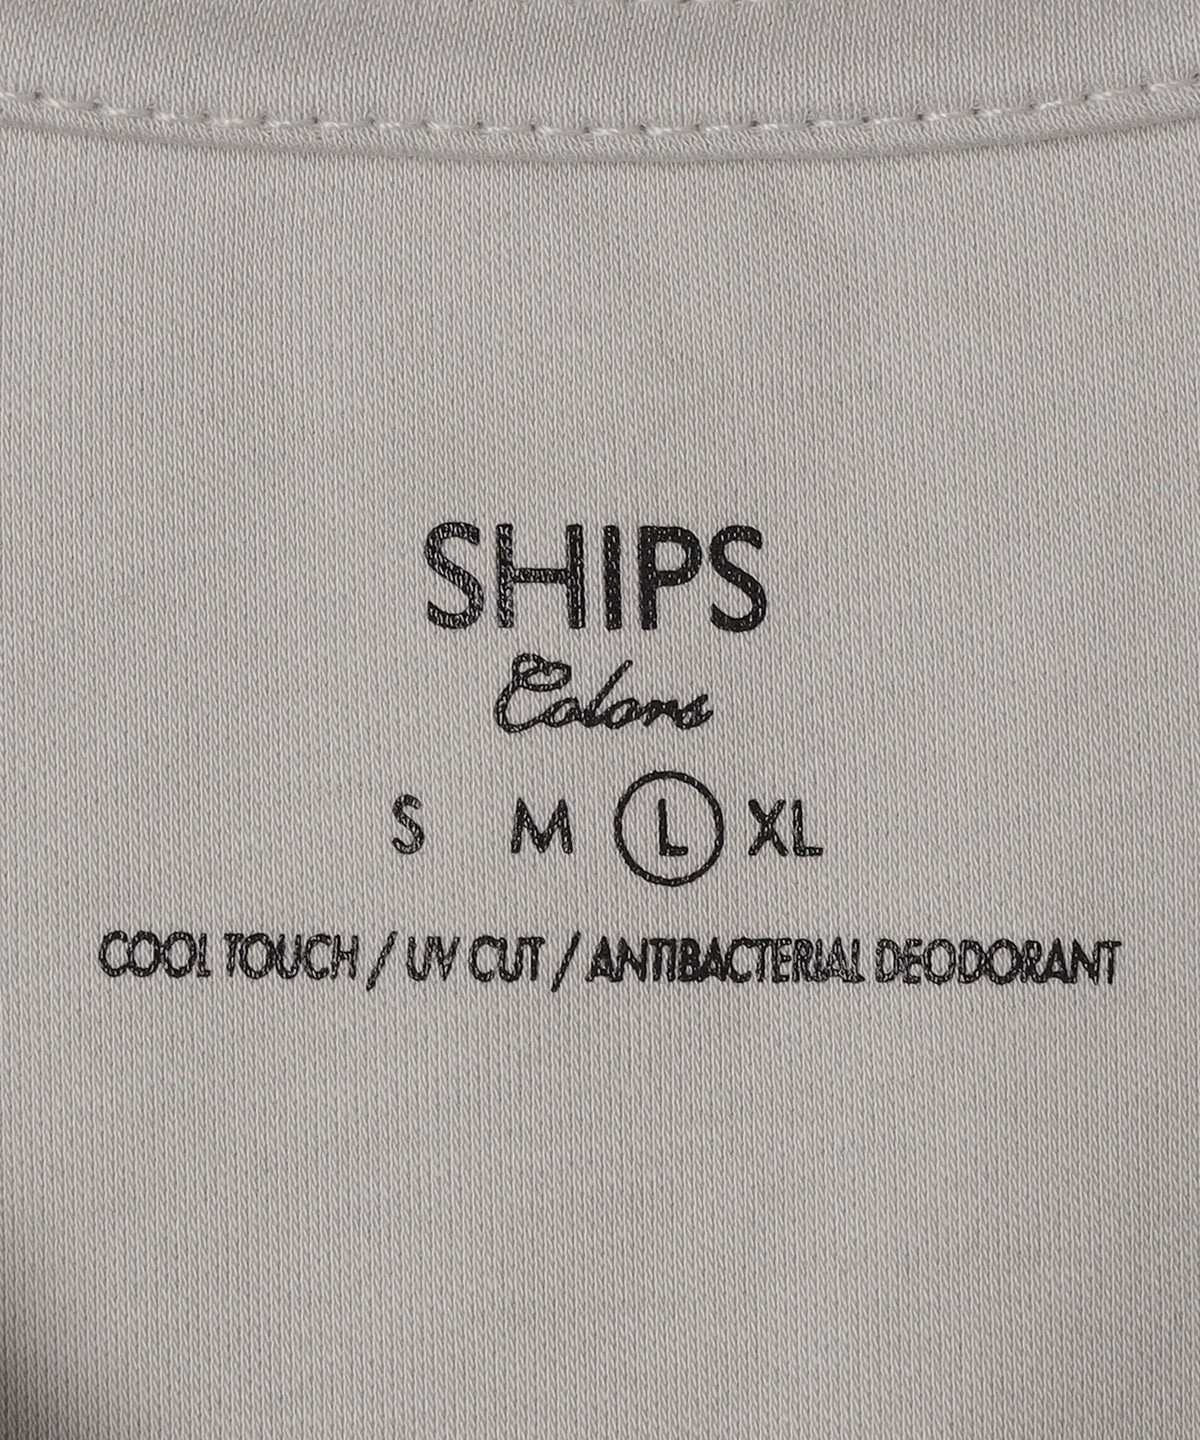 SHIPS
Colors
S M L XL
COOL TOUCH / UV CUT / ANTIBACTERIAL DEODORANT